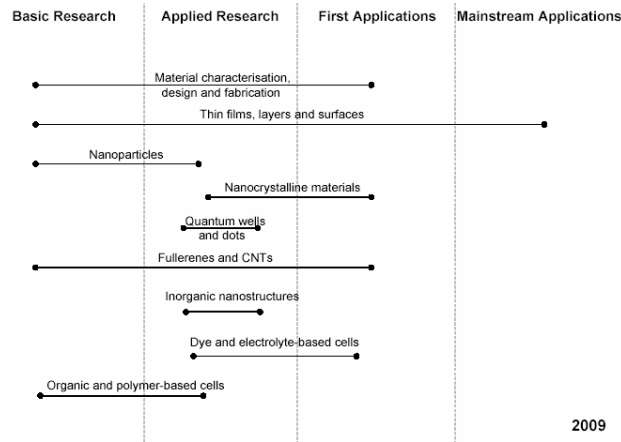 Basic Research Applied Research First Applications Mainstream Applications
Material characterisation,
design and fabrication
Thin films, layers and surfaces
Nanoparticles
Nanocrystalline materials
Quantum wells
and dots
Fullerenes and CNTs
Inorganic nanostructures
Dye and electrolyte-based cells
Organic and polymer-based cells
2009